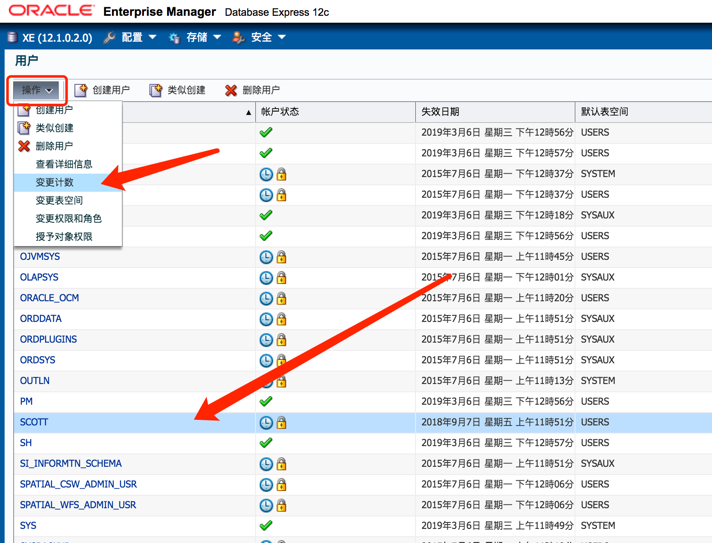 ORACLE Enterprise Manager Database Express 12c
XE (12.1.0.2.0) 配置 存储 安全
用户
操作 创建用户 类似创建 删除用户
帐户状态 失效日期 默认表空间
创建用户
类似创建
删除用户
查看详细信息
变更计数
变更表空间
变更权限和角色
授予对象权限
2019年3月6日 星期三 下午12時56分 USERS
2019年3月6日 星期三 下午12時57分 USERS
2015年7月6日 星期一 下午12時37分 SYSTEM
2015年7月6日 星期一 下午12時37分 USERS
2019年3月6日 星期三 下午12時18分 SYSAUX
2019年3月6日 星期三 下午12時56分 USERS
OJVMSYS 2015年7月6日 星期一 上午11時45分 USERS
OLAPSYS 2015年7月6日 星期一 下午12時01分 SYSAUX
ORACLE_OCM 2015年7月6日 星期一 上午11時20分 USERS
ORDDATA 2015年7月6日 星期一 上午11時51分 SYSAUX
ORDPLUGINS 2015年7月6日 星期一 上午11時51分 SYSAUX
ORDSYS 2015年7月6日 星期一 上午11時51分 SYSAUX
OUTLN 2015年7月6日 星期一 上午11時13分 SYSTEM
PM 2019年3月6日 星期三 下午12時56分 USERS
SCOTT 2018年9月7日 星期五 上午11時51分 USERS
SH 2019年3月6日 星期三 下午12時57分 USERS
SI_INFORMTN_SCHEMA 2015年7月6日 星期一 上午11時51分 SYSAUX
SPATIAL_CSW_ADMIN_USR 2015年7月6日 星期一 下午12時06分 USERS
SPATIAL_WFS_ADMIN_USR 2015年7月6日 星期一 下午12時06分 USERS
SYS 2019年3月6日 星期三 上午11時49分 SYSTEM